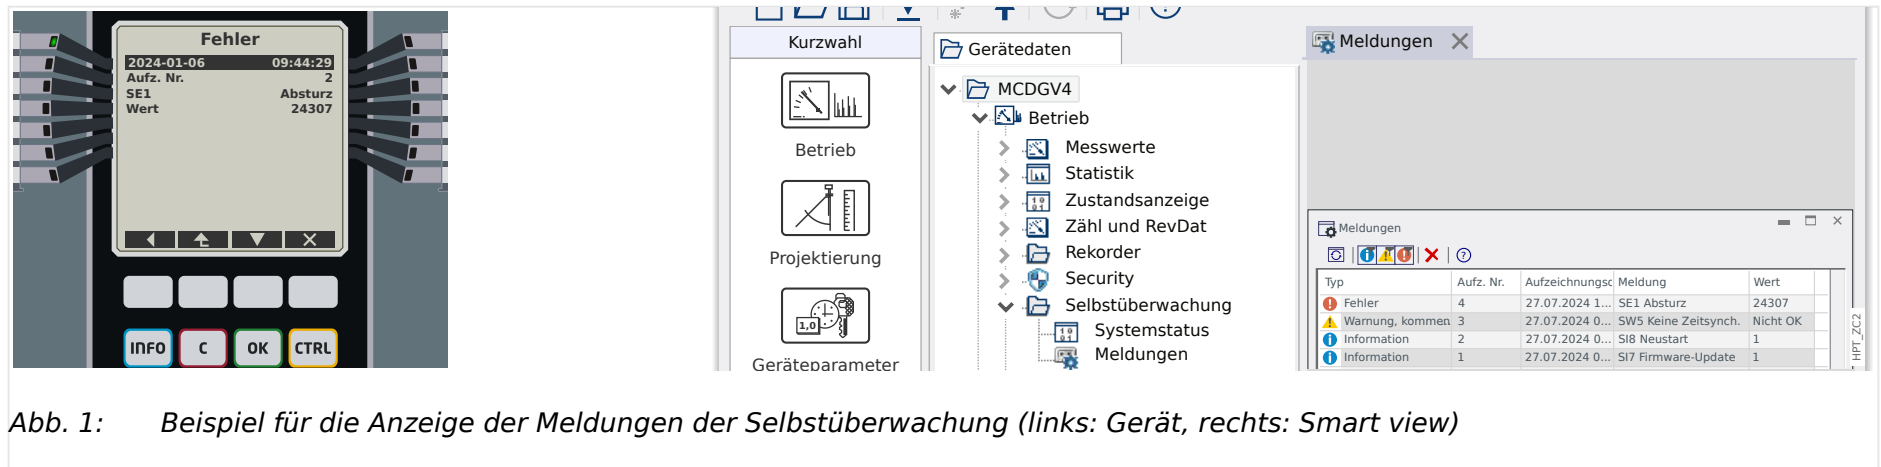 Fehler
2024-01-06 09:44:29
Aufz. Nr. 2
SE1 Absturz
Wert 24307
INFO C OK CTRL
Kurzwahl
Betrieb
Projektierung
1,0
Geräteparameter
Gerätedaten
MCDGV4
Betrieb
Messwerte
Statistik
Zustandsanzeige
Zähl und RevDat
Rekorder
Security
Selbstüberwachung
Systemstatus
Meldungen
Meldungen
Meldungen
Typ Aufz. Nr. Aufzeichnungsc Meldung Wert
Fehler 4 27.07.2024 1... SE1 Absturz 24307
Warnung, kommen 3 27.07.2024 0... SW5 Keine Zeitsynch. Nicht OK
Information 2 27.07.2024 0... SI8 Neustart 1
Information 1 27.07.2024 0... SI7 Firmware-Update 1
HPT_ZC2
Abb. 1: Beispiel für die Anzeige der Meldungen der Selbstüberwachung (links: Gerät, rechts: Smart view)